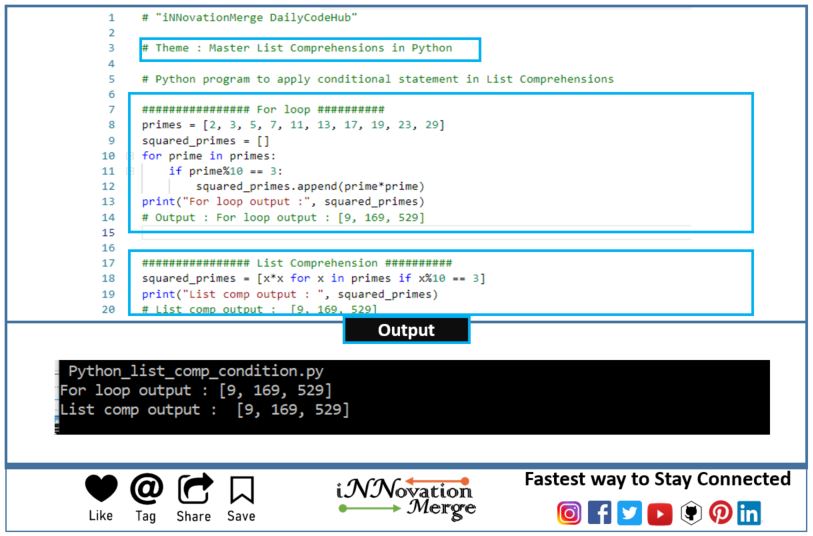 1 # "iNNovationMerge DailyCodeHub"
2
3 # Theme : Master List Comprehensions in Python
4
5 # Python program to apply conditional statement in List Comprehensions
6
7 ################ For loop ##########
8 primes = [2, 3, 5, 7, 11, 13, 17, 19, 23, 29]
9 squared_primes = []
10 for prime in primes:
11     if prime%10 == 3:
12         squared_primes.append(prime*prime)
13 print("For loop output :", squared_primes)
14 # Output : For loop output : [9, 169, 529]
15
16
17 ################ List Comprehension ##########
18 squared_primes = [x*x for x in primes if x%10 == 3]
19 print("List comp output : ", squared_primes)
20 # List comp output :  [9, 169, 529]
Output
Python_list_comp_condition.py
For loop output : [9, 169, 529]
List comp output :  [9, 169, 529]
Like Tag Share Save
iNNovation
Merge
Fastest way to Stay Connected